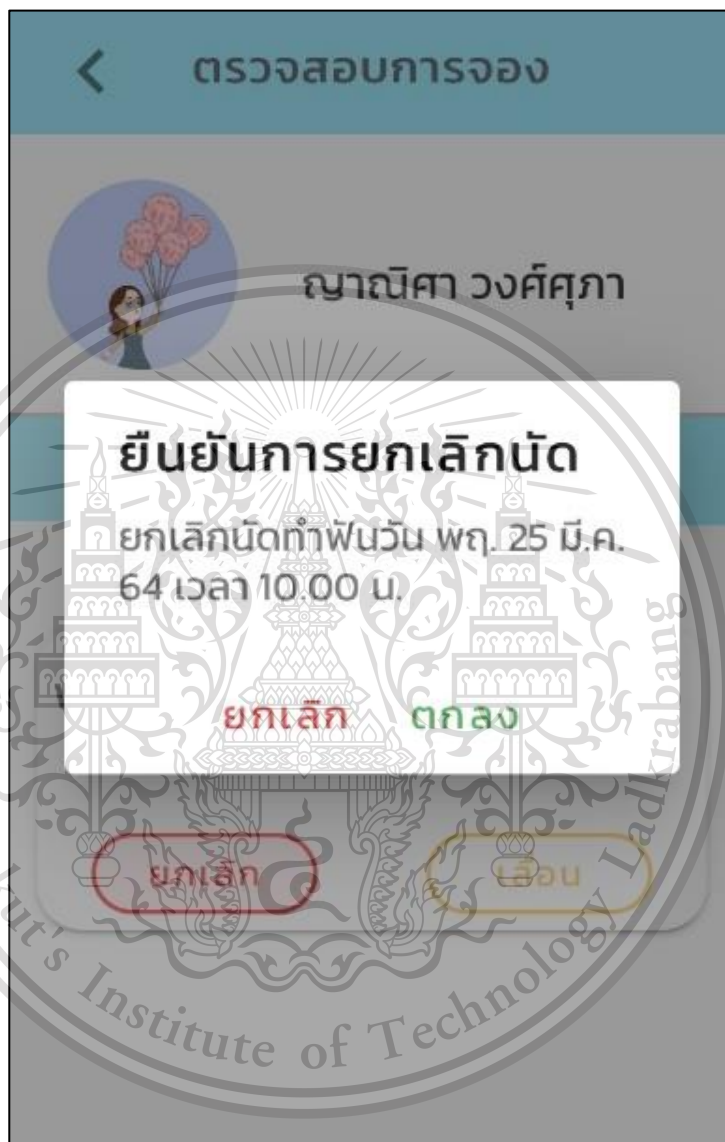 ตรวจสอบการจอง
ญาณิศา วงศ์ศุภา
ยืนยันการยกเลิกนัด
ยกเลิกนัดทำฟันวัน พฤ. 25 มี.ค.
64 เวลา 10.00 น.
ยกเลิก ตกลง
ยกเลิก เลื่อน
ut's Institute of Technology Ladkrabang